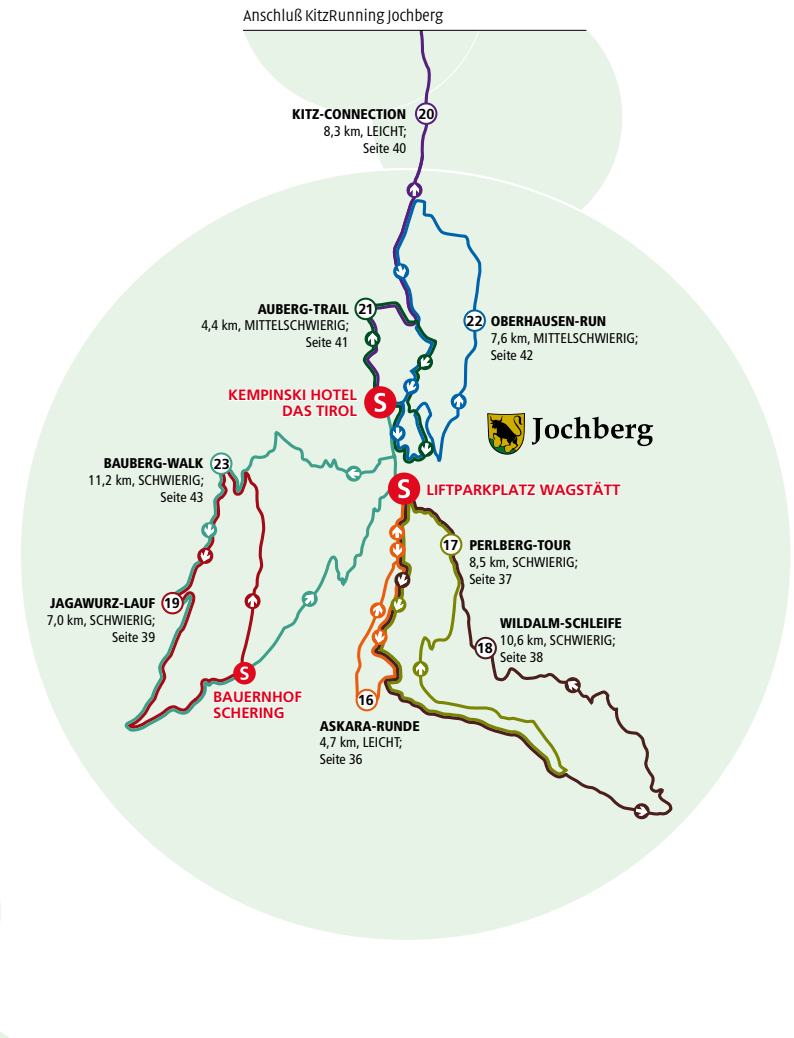 Anschluß KitzRunning Jochberg
KITZ-CONNECTION
8,3 km, LEICHT;
Seite 40
20
AUBERG-TRAIL
4,4 km, MITTELSCHWIERIG;
Seite 41
21
22
OBERHAUSEN-RUN
7,6 km, MITTELSCHWIERIG;
Seite 42
KEMPINSKI HOTEL
DAS TIROL
S
Jochberg
BAUBERG-WALK
11,2 km, SCHWIERIG;
Seite 43
23
S
LIFTPARKPLATZ WAGSTÄTT
17
PERLBERG-TOUR
8,5 km, SCHWIERIG;
Seite 37
JAGAWURZ-LAUF
7,0 km, SCHWIERIG;
Seite 39
19
18
WILDALM-SCHLEIFE
10,6 km, SCHWIERIG;
Seite 38
S
BAUERNHOF
SCHERING
16
ASKARA-RUNDE
4,7 km, LEICHT;
Seite 36